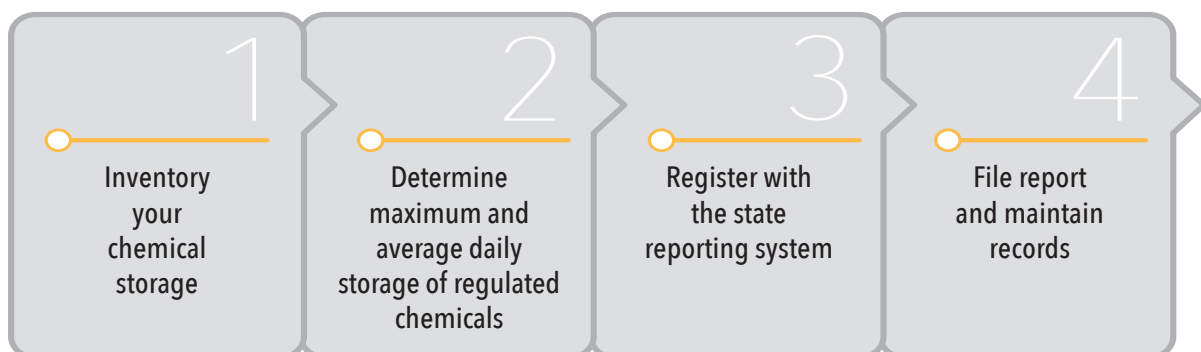 1
Inventory
your
chemical
storage
2
Determine
maximum and
average daily
storage of regulated
chemicals
3
Register with
the state
reporting system
4
File report
and maintain
records